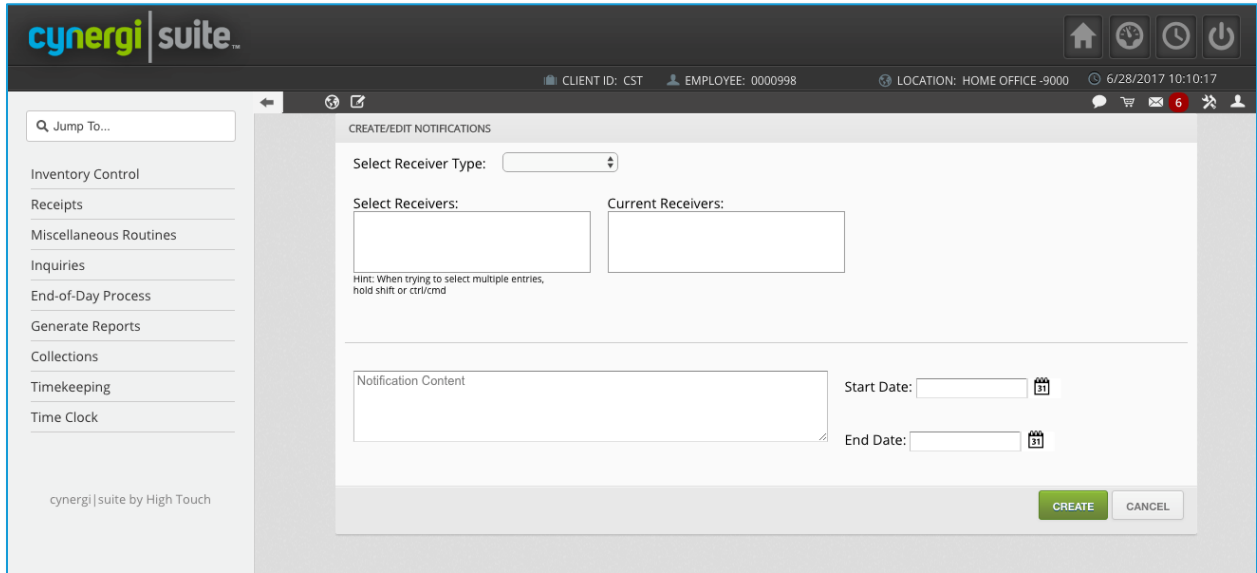 cynergi|suite™
CLIENT ID: CST EMPLOYEE: 0000998 LOCATION: HOME OFFICE -9000 6/28/2017 10:10:17
6
Jump To...
Inventory Control
Receipts
Miscellaneous Routines
Inquiries
End-of-Day Process
Generate Reports
Collections
Timekeeping
Time Clock
cynergi|suite by High Touch
CREATE/EDIT NOTIFICATIONS
Select Receiver Type:
Select Receivers: Current Receivers:
Hint: When trying to select multiple entries,
hold shift or ctrl/cmd
Notification Content
Start Date: 31
End Date: 31
CREATE CANCEL